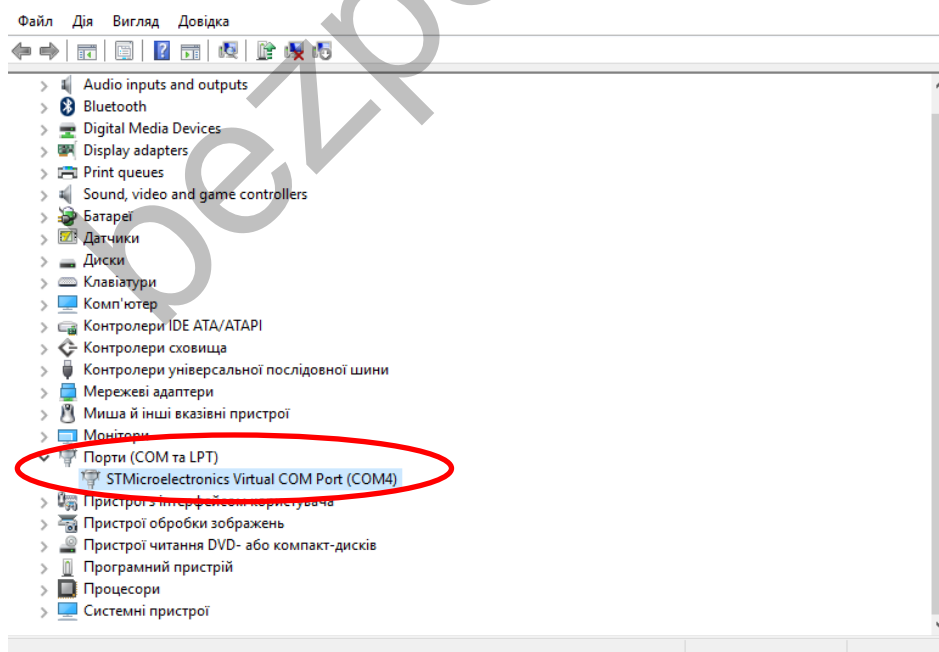 Файл Дія Вигляд Довідка
Audio inputs and outputs
Bluetooth
Digital Media Devices
Display adapters
Print queues
Sound, video and game controllers
Батареї
Датчики
Диски
Клавіатури
Комп'ютер
Контролери IDE ATA/ATAPI
Контролери сховища
Контролери універсальної послідовної шини
Мережеві адаптери
Миша й інші вказівні пристрої
Монітори
Порти (COM та LPT)
STMicroelectronics Virtual COM Port (COM4)
Пристрої з інтерфейсом користувача
Пристрої обробки зображень
Пристрої читання DVD- або компакт-дисків
Програмний пристрій
Процесори
Системні пристрої
bezp